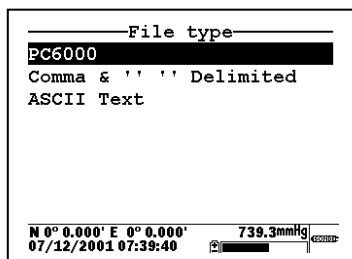 File type
PC6000
Comma & '' '' Delimited
ASCII Text
N 0° 0.000' E 0° 0.000' 739.3mmHg
07/12/2001 07:39:40